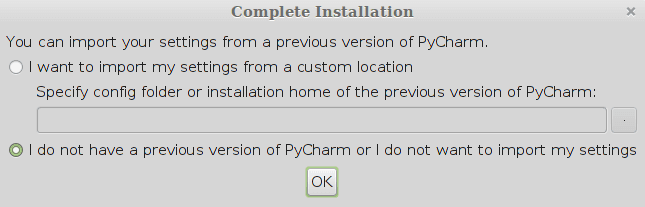 Complete Installation
You can import your settings from a previous version of PyCharm.
I want to import my settings from a custom location
Specify config folder or installation home of the previous version of PyCharm:
.
I do not have a previous version of PyCharm or I do not want to import my settings
OK